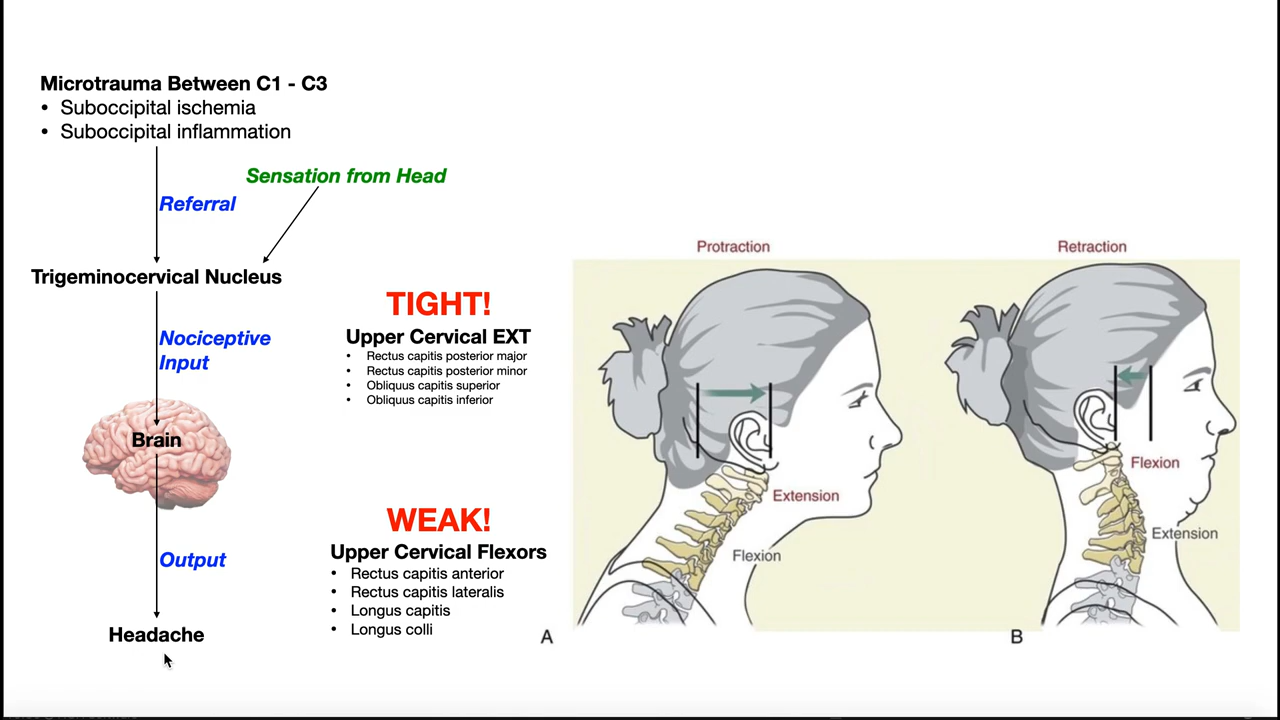 Microtrauma Between C1 - C3
• Suboccipital ischemia
• Suboccipital inflammation
Sensation from Head
Referral
Trigeminocervical Nucleus
Nociceptive
Input
Brain
Output
Headache
TIGHT!
Upper Cervical EXT
• Rectus capitis posterior major
• Rectus capitis posterior minor
• Obliquus capitis superior
• Obliquus capitis inferior
WEAK!
Upper Cervical Flexors
• Rectus capitis anterior
• Rectus capitis lateralis
• Longus capitis
• Longus colli
Protraction
Extension
Flexion
A
Retraction
Flexion
Extension
B